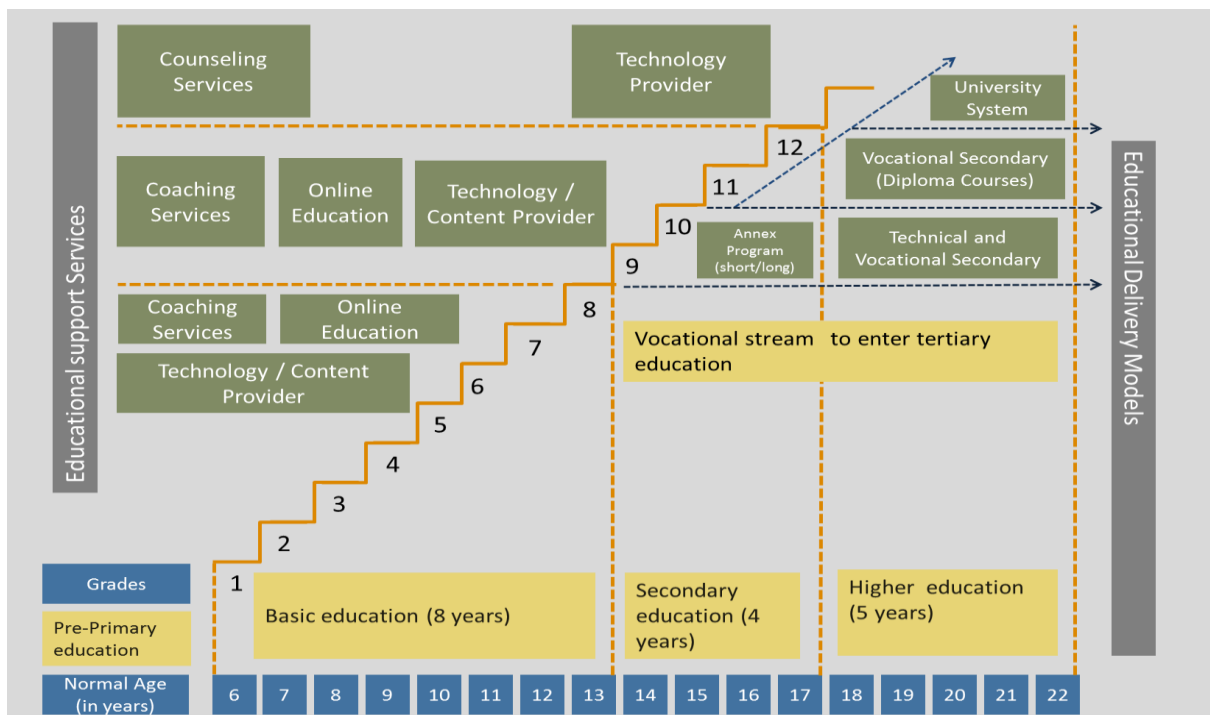 Educational support Services
Counseling
Services
Technology
Provider
University
System
Coaching
Services
Online
Education
Technology /
Content Provider
Vocational Secondary
(Diploma Courses)
Annex
Program
(short/long)
Technical and
Vocational Secondary
Coaching
Services
Online
Education
Technology / Content
Provider
Vocational stream to enter tertiary
education
Educational Delivery Models
12
11
10
9
8
7
6
5
4
3
2
1
Grades
Pre-Primary
education
Basic education (8 years)
Secondary
education (4
years)
Higher education
(5 years)
Normal Age
(in years)
6 7 8 9 10 11 12 13 14 15 16 17 18 19 20 21 22